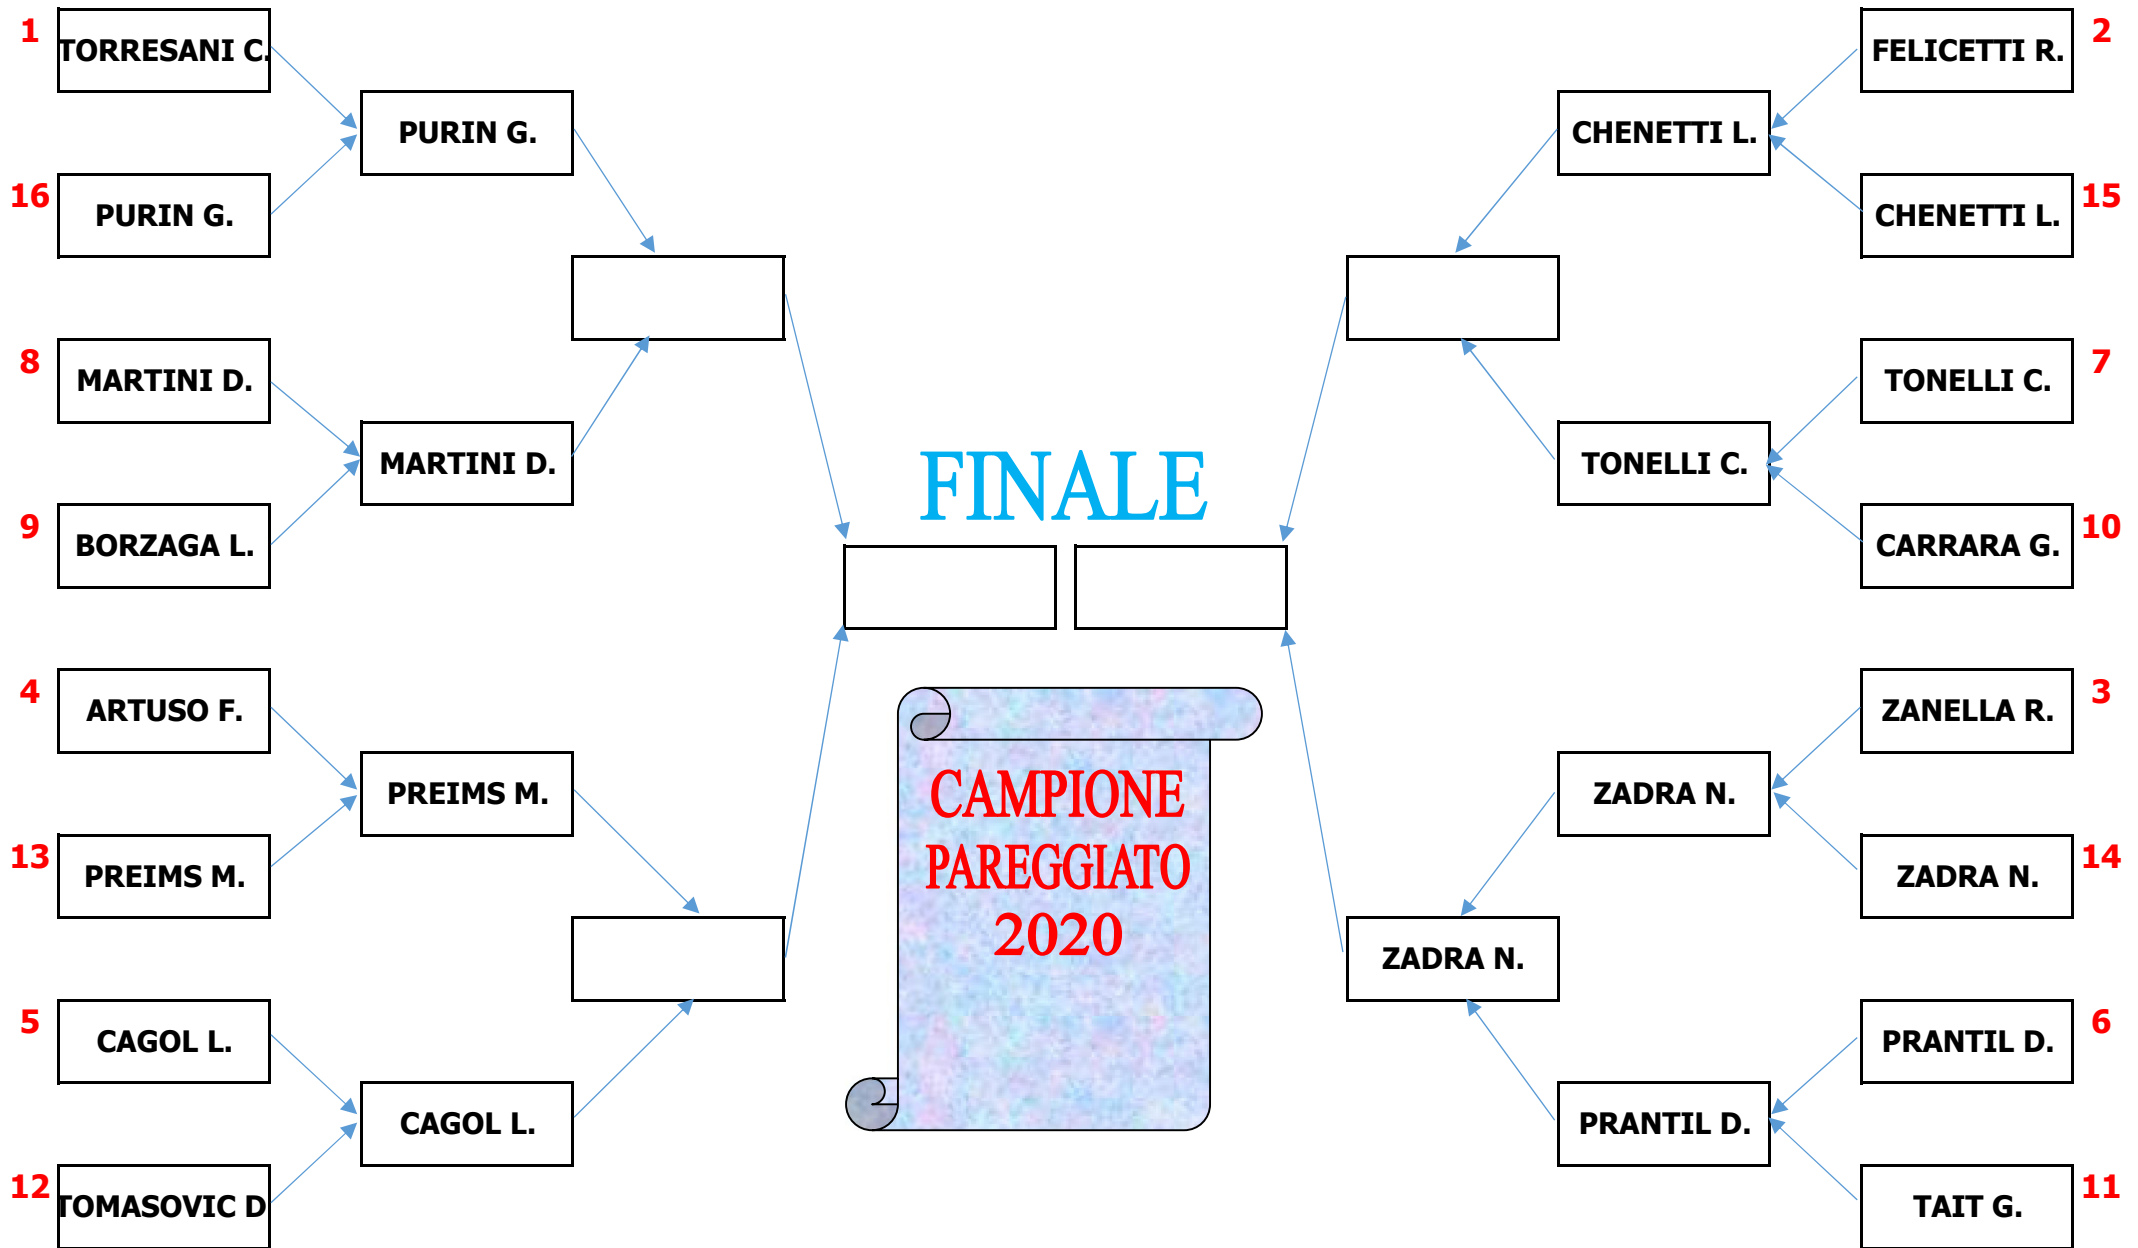 1
TORRESANI C.
2
FELICETTI R.
PURIN G.
CHENETTI L.
16
PURIN G.
15
CHENETTI L.
8
MARTINI D.
7
TONELLI C.
MARTINI D.
TONELLI C.
FINALE
9
BORZAGA L.
10
CARRARA G.
4
ARTUSO F.
3
ZANELLA R.
PREIMS M.
ZADRA N.
CAMPIONE
PAREGGIATO
2020
13
PREIMS M.
14
ZADRA N.
ZADRA N.
5
CAGOL L.
6
PRANTIL D.
CAGOL L.
PRANTIL D.
12
TOMASOVIC D
11
TAIT G.